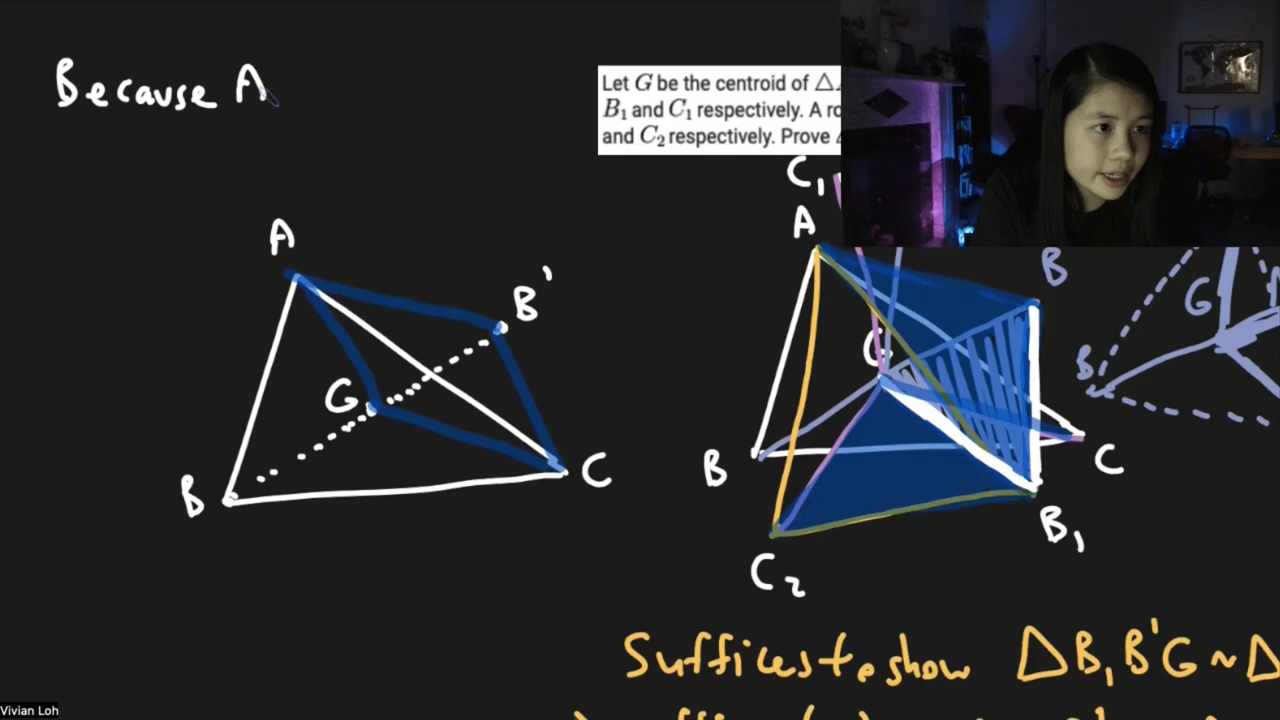 Because A
Let G be the centroid of △
B₁ and C₁ respectively. A ro
and C₂ respectively. Prove
C₁
A
B
G
B
A
B'
G
B
C
G
B
C
B₁
C₂
Suffices to show △B₁B'G ~ △
Vivian Loh